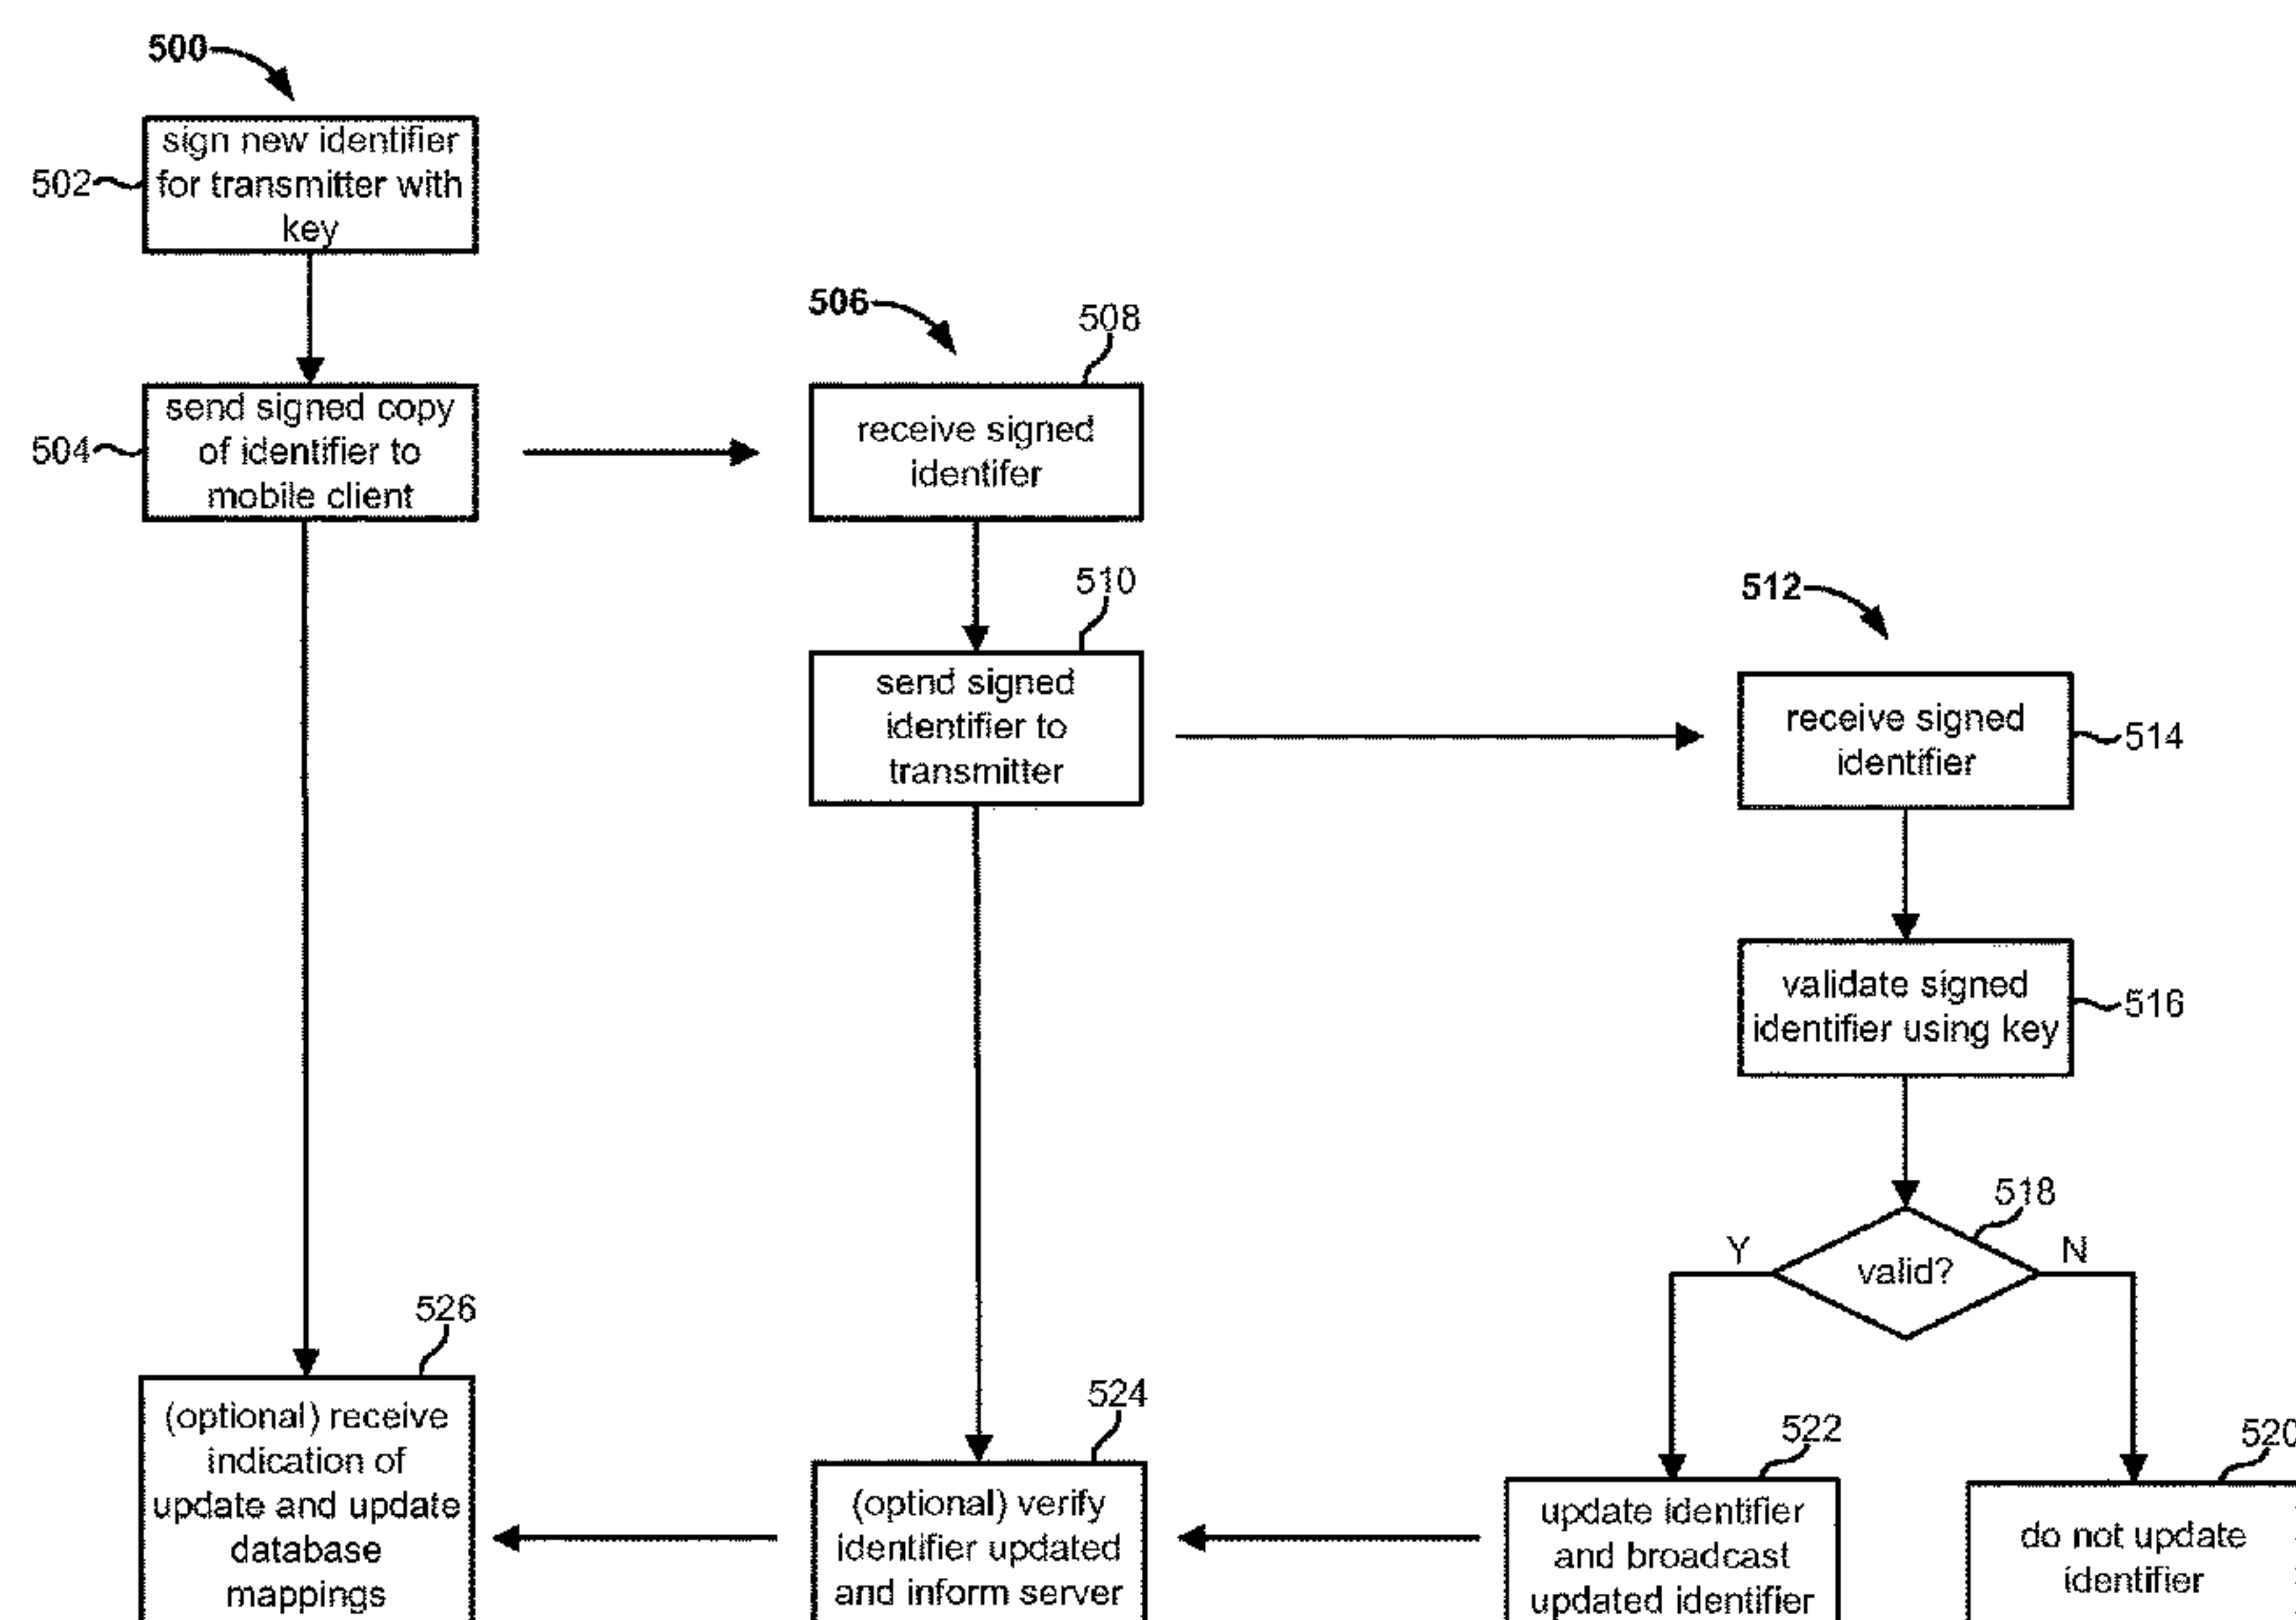 500
sign new identifier
for transmitter with
key
502
send signed copy
of identifier to
mobile client
504
506
508
receive signed
identifer
510
send signed
identifier to
transmitter
512
receive signed
identifier
514
validate signed
identifier using key
516
518
valid?
Y
N
526
(optional) receive
indication of
update and update
database
mappings
524
(optional) verify
identifier updated
and inform server
522
update identifier
and broadcast
updated identifier
520
do not update
identifier